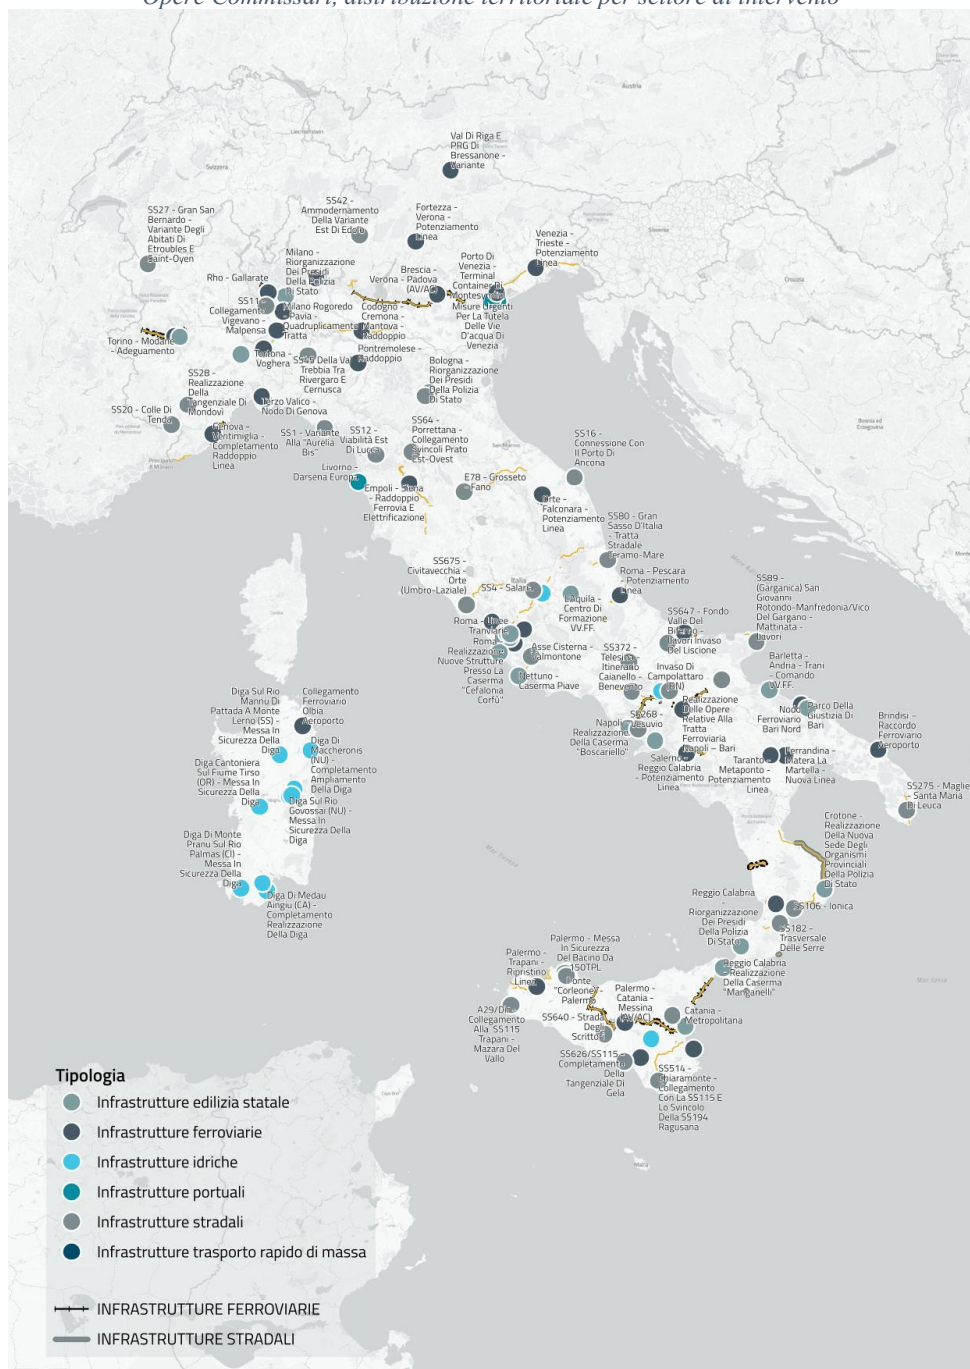 Opere Commissari, distribuzione territoriale per settore di intervento
Austria
Svizzera
Slovenia
Croazia
Val Di Riga E
PRG Di
Bressanone -
Variante
SS27 - Gran San
Bernardo -
Variante Degli
Abitati Di
Etroubles E
Saint-Oyen
SS42 -
Ammodernamento
Della Variante
Est Di Edolo
Fortezza -
Verona -
Potenziamento
Linea
Venezia -
Trieste -
Potenziamento
Linea
Milano -
Riorganizzazione
Dei Presidi
Della Polizia
Di Stato
Rho - Gallarate
Brescia -
Verona - Padova
(AV/AC)
Porto Di
Venezia -
Terminal
Container Di
Montesyndial
Misure Urgenti
Per La Tutela
Delle Vie
D'acqua Di
Venezia
SS11 -
Collegamento
Vigevano -
Malpensa
Milano Rogoredo
- Pavia -
Quadruplicamento
Tratta
Codogno -
Cremona -
Mantova -
Raddoppio
Torino - Modane
- Adeguamento
Tortona -
Voghera
SS45 Della Val
Trebbia Tra
Rivergaro E
Cernusca
Pontremolese -
Raddoppio
Bologna -
Riorganizzazione
Dei Presidi
Della Polizia
Di Stato
SS28 -
Realizzazione
Della
Tangenziale Di
Mondovì
SS20 - Colle Di
Tenda
Terzo Valico -
Nodo Di Genova
Genova -
Ventimiglia -
Completamento
Raddoppio
Linea
SS1 - Variante
Alla "Aurelia
Bis"
SS12 -
Viabilità Est
Di Lucca
SS64 -
Porrettana -
Collegamento
Svincoli Prato
Est-Ovest
San Marino
SS16 -
Connessione Con
Il Porto Di
Ancona
Livorno -
Darsena Europa
Empoli - Siena
- Raddoppio
Ferrovia E
Elettrificazione
E78 - Grosseto
- Fano
Orte -
Falconara -
Potenziamento
Linea
SS80 - Gran
Sasso D'Italia
- Tratta
Stradale
Teramo-Mare
SS675 -
Civitavecchia -
Orte
(Umbro-Laziale)
Italia
SS4 - Salaria
L'Aquila -
Centro Di
Formazione
VV.FF.
Roma - Pescara
- Potenziamento
Linea
SS89 -
(Garganica) San
Giovanni
Rotondo-Manfredonia/Vico
Del Gargano -
Mattinata -
Lavori
Roma - Linee
Tranviarie
Roma -
Realizzazione
Nuove Strutture
Presso La
Caserma
"Cefalonia
Corfù"
Asse Cisterna -
Valmontone
Nettuno -
Caserma Piave
SS647 - Fondo
Valle Del
Biferno -
Lavori Invaso
Del Liscione
SS372 -
Telesina -
Itinerario
Caianello -
Benevento
Invaso Di
Campolattaro
(BN)
Barletta -
Andria - Trani
- Comando
VV.FF.
Realizzazione
Delle Opere
Relative Alla
Tratta
Ferroviaria
Napoli – Bari
SS268 -
Vesuvio
Napoli -
Realizzazione
Della Caserma
"Boscariello"
Nodo
Ferroviario
Bari Nord
Parco Della
Giustizia Di
Bari
Brindisi -
Raccordo
Ferroviario
Aeroporto
Salerno -
Reggio Calabria
- Potenziamento
Linea
Taranto -
Metaponto -
Potenziamento
Linea
Ferrandina -
Matera La
Martella -
Nuova Linea
SS275 - Maglie
- Santa Maria
Di Leuca
Diga Sul Rio
Mannu Di
Pattada A Monte
Lerno (SS) -
Messa In
Sicurezza Della
Diga
Collegamento
Ferroviario
Olbia
Aeroporto
Diga Di
Maccheronis
(NU) -
Completamento
Ampliamento
Della Diga
Diga Cantoniera
Sul Fiume Tirso
(OR) - Messa In
Sicurezza Della
Diga
Diga Sul Rio
Govossai (NU) -
Messa In
Sicurezza Della
Diga
Diga Di Monte
Pranu Sul Rio
Palmas (CI) -
Messa In
Sicurezza Della
Diga
Diga Di Medau
Aingiu (CA) -
Completamento
Realizzazione
Della Diga
Crotone -
Realizzazione
Della Nuova
Sede Degli
Organismi
Provinciali
Della Polizia
Di Stato
Reggio Calabria
-
Riorganizzazione
Dei Presidi
Della Polizia
Di Stato
SS106 - Ionica
SS182 -
Trasversale
Delle Serre
Reggio Calabria
- Realizzazione
Della Caserma
"Manganelli"
Palermo -
Trapani -
Ripristino
Linea
Palermo - Messa
In Sicurezza
Del Bacino Da
150TPL
Ponte
"Corleone" -
Palermo
Palermo -
Catania -
Messina
(AV/AC)
Catania -
Metropolitana
A29/Dir -
Collegamento
Alla SS115
Trapani -
Mazara Del
Vallo
SS640 - Strada
Degli
Scrittori
SS626/SS115 -
Completamento
Della
Tangenziale Di
Gela
SS514 -
Chiaramonte -
Collegamento
Con La SS115 E
Lo Svincolo
Della SS194
Ragusana
Malta
Mar Tirreno
Mar Ionio
Tipologia
Infrastrutture edilizia statale
Infrastrutture ferroviarie
Infrastrutture idriche
Infrastrutture portuali
Infrastrutture stradali
Infrastrutture trasporto rapido di massa
INFRASTRUTTURE FERROVIARIE
INFRASTRUTTURE STRADALI